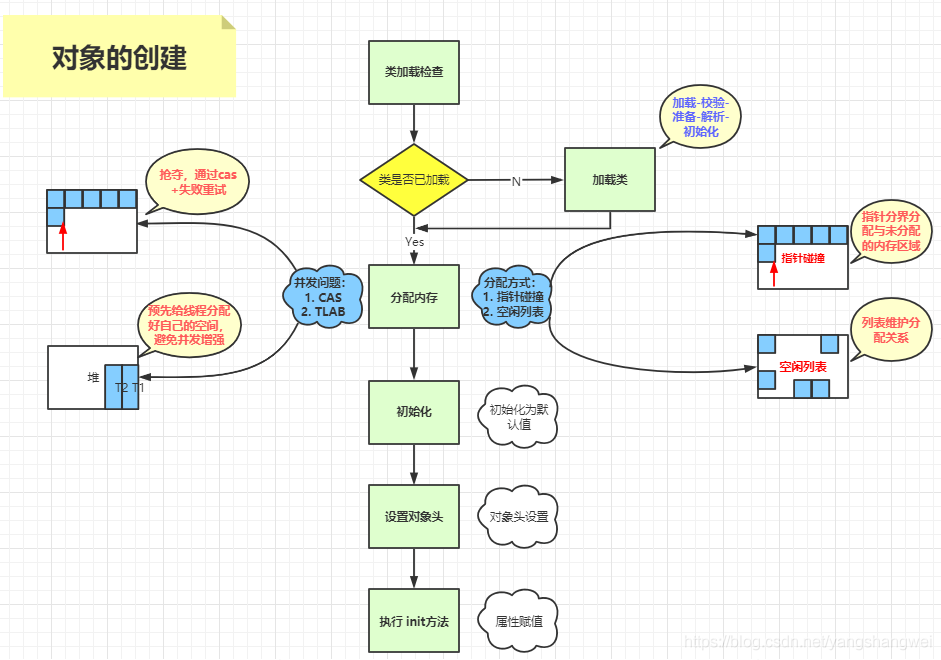 对象的创建
类加载检查
加载-校验-
准备-解析-
初始化
类是否已加载
N
加载类
Yes
抢夺，通过cas
+失败重试
指针分界分
配与未分配
的内存区域
指针碰撞
并发问题：
1. CAS
2. TLAB
分配内存
分配方式：
1. 指针碰撞
2. 空闲列表
预先给线程分配
好自己的空间，
避免并发增强
堆
T2 T1
列表维护分
配关系
空闲列表
初始化
初始化为默
认值
设置对象头
对象头设置
执行 init方法
属性赋值
https://blog.csdn.net/yangshangwei